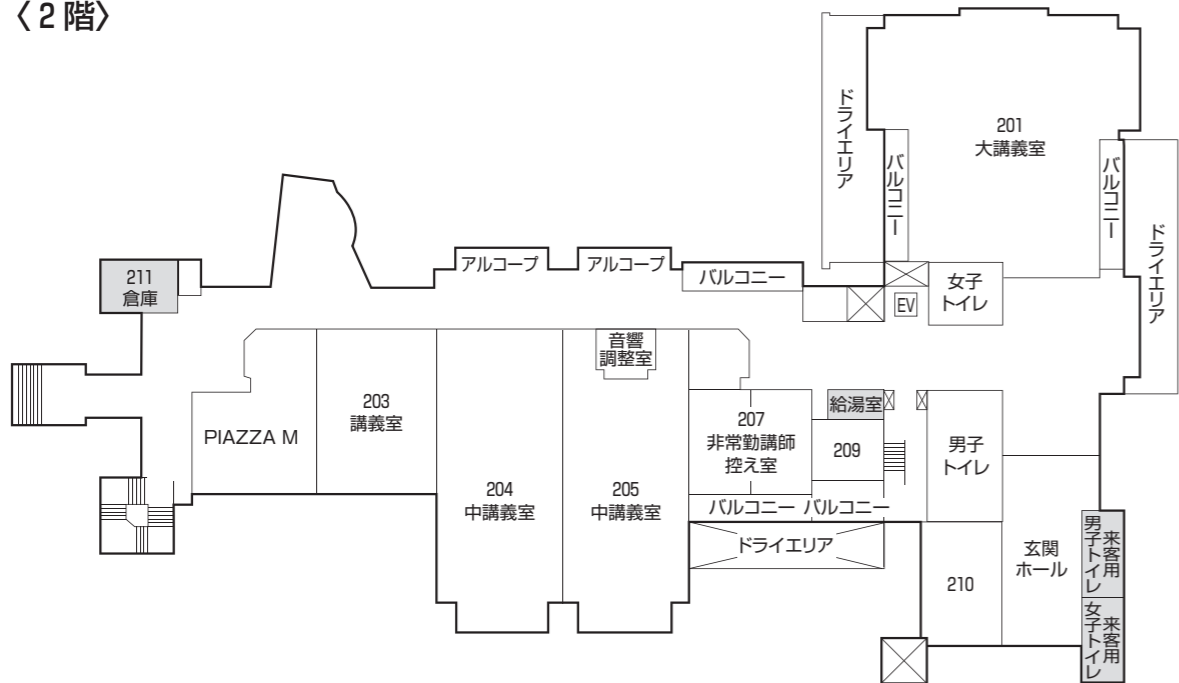 〈2階〉
ドライエリア
201
大講義室
バルコニー
バルコニー
ドライエリア
アルコープ
アルコープ
バルコニー
211
倉庫
女子
トイレ
EV
音響
調整室
203
講義室
PIAZZA M
207
非常勤講師
控え室
給湯室
209
男子
トイレ
204
中講義室
205
中講義室
バルコニー
バルコニー
ドライエリア
玄関
ホール
210
来客用
男子トイレ
来客用
女子トイレ